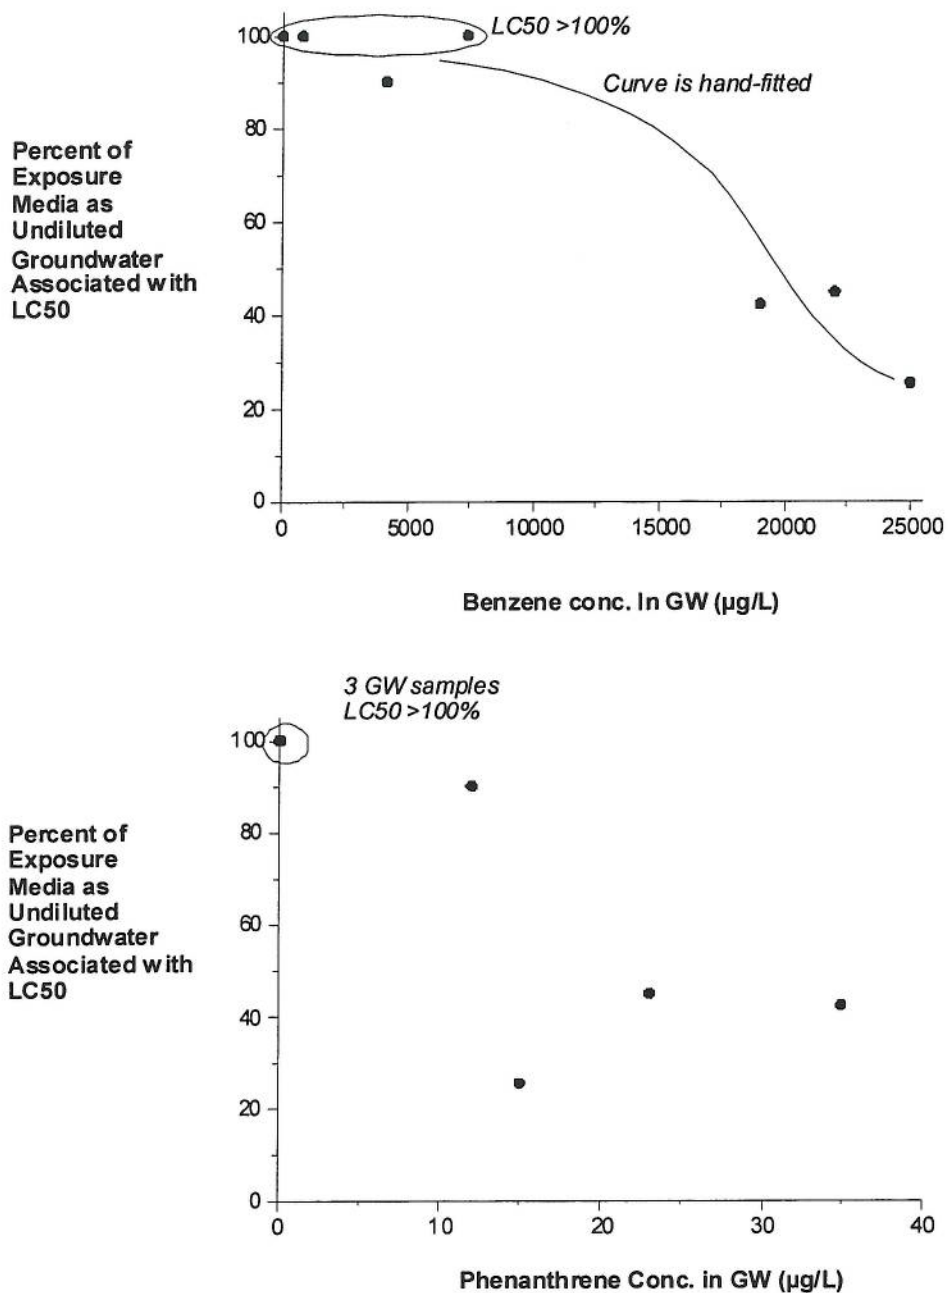 LC50 >100%
100
Curve is hand-fitted
80
Percent of
Exposure
Media as
Undiluted
Groundwater
Associated with
LC50
60
40
20
0
0 5000 10000 15000 20000 25000
Benzene conc. In GW (µg/L)
3 GW samples
LC50 >100%
100
80
Percent of
Exposure
Media as
Undiluted
Groundwater
Associated with
LC50
60
40
20
0
0 10 20 30 40
Phenanthrene Conc. in GW (µg/L)